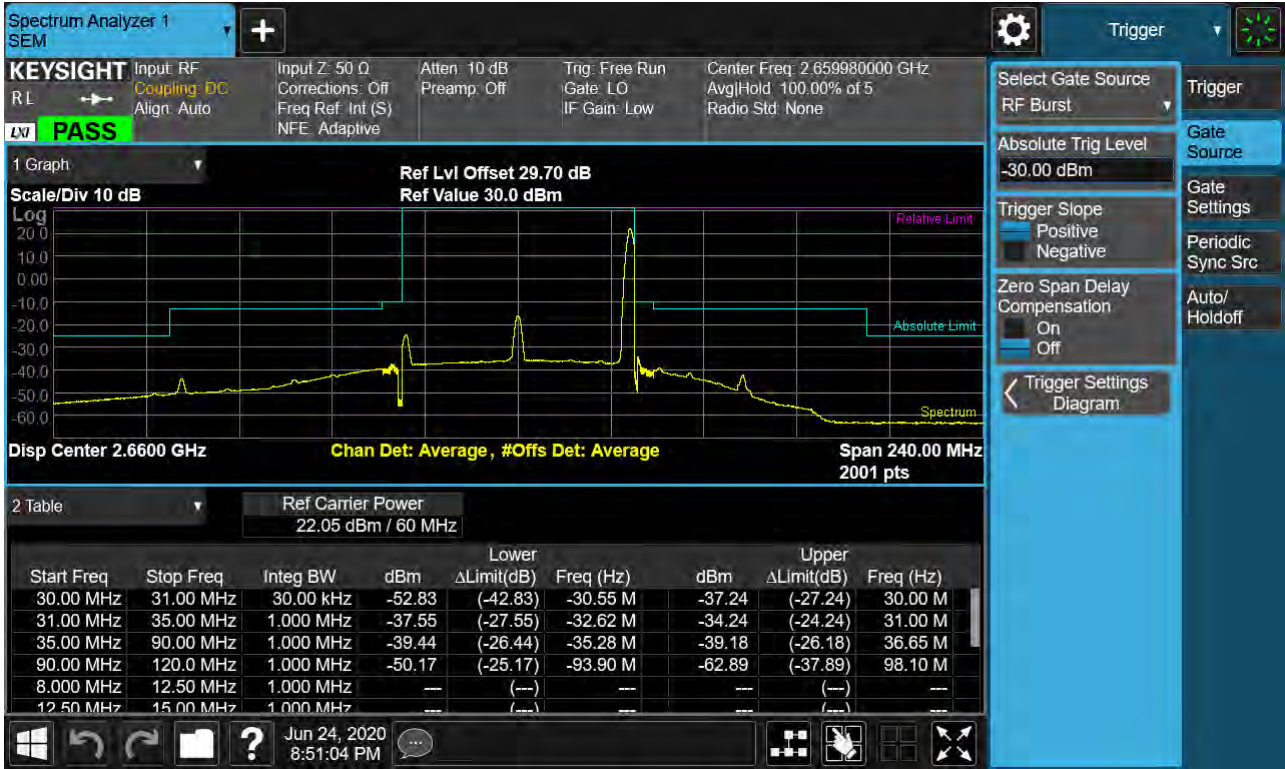 Spectrum Analyzer 1
SEM
+
Trigger
KEYSIGHT
R L
LXI
PASS
Input: RF
Coupling: DC
Align: Auto
Input Z: 50 Ω
Corrections: Off
Freq Ref: Int (S)
NFE: Adaptive
Atten: 10 dB
Preamp: Off
Trig: Free Run
Gate: LO
IF Gain: Low
Center Freq: 2.659980000 GHz
Avg|Hold: 100.00% of 5
Radio Std: None
1 Graph
Scale/Div 10 dB
Ref Lvl Offset 29.70 dB
Ref Value 30.0 dBm
Log
20.0
10.0
0.00
-10.0
-20.0
-30.0
-40.0
-50.0
-60.0
Relative Limit
Absolute Limit
Spectrum
Disp Center 2.6600 GHz
Chan Det: Average , #Offs Det: Average
Span 240.00 MHz
2001 pts
2 Table
Ref Carrier Power
22.05 dBm / 60 MHz
Lower Upper
Start Freq Stop Freq Integ BW dBm ΔLimit(dB) Freq (Hz) dBm ΔLimit(dB) Freq (Hz)
30.00 MHz 31.00 MHz 30.00 kHz -52.83 (-42.83) -30.55 M -37.24 (-27.24) 30.00 M
31.00 MHz 35.00 MHz 1.000 MHz -37.55 (-27.55) -32.62 M -34.24 (-24.24) 31.00 M
35.00 MHz 90.00 MHz 1.000 MHz -39.44 (-26.44) -35.28 M -39.18 (-26.18) 36.65 M
90.00 MHz 120.0 MHz 1.000 MHz -50.17 (-25.17) -93.90 M -62.89 (-37.89) 98.10 M
8.000 MHz 12.50 MHz 1.000 MHz --- (---) --- --- (---) ---
12.50 MHz 15.00 MHz 1.000 MHz --- (---) --- --- (---) ---
?
Jun 24, 2020
8:51:04 PM
Select Gate Source
RF Burst
Absolute Trig Level
-30.00 dBm
Trigger Slope
Positive
Negative
Zero Span Delay
Compensation
On
Off
Trigger Settings
Diagram
Trigger
Gate
Source
Gate
Settings
Periodic
Sync Src
Auto/
Holdoff